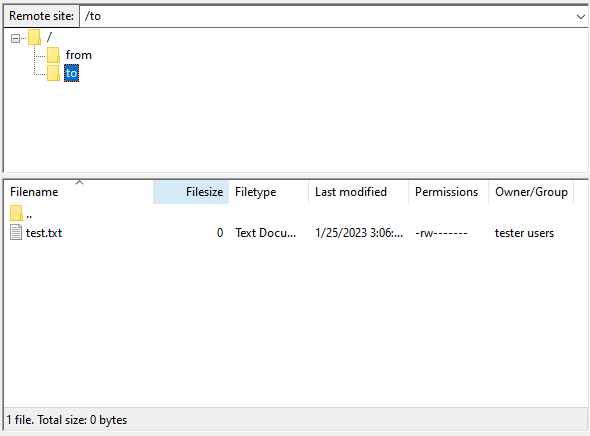 Remote site: /to
/
from
to
Filename Filesize Filetype Last modified Permissions Owner/Group
..
test.txt 0 Text Docu... 1/25/2023 3:06:... -rw------- tester users
1 file. Total size: 0 bytes